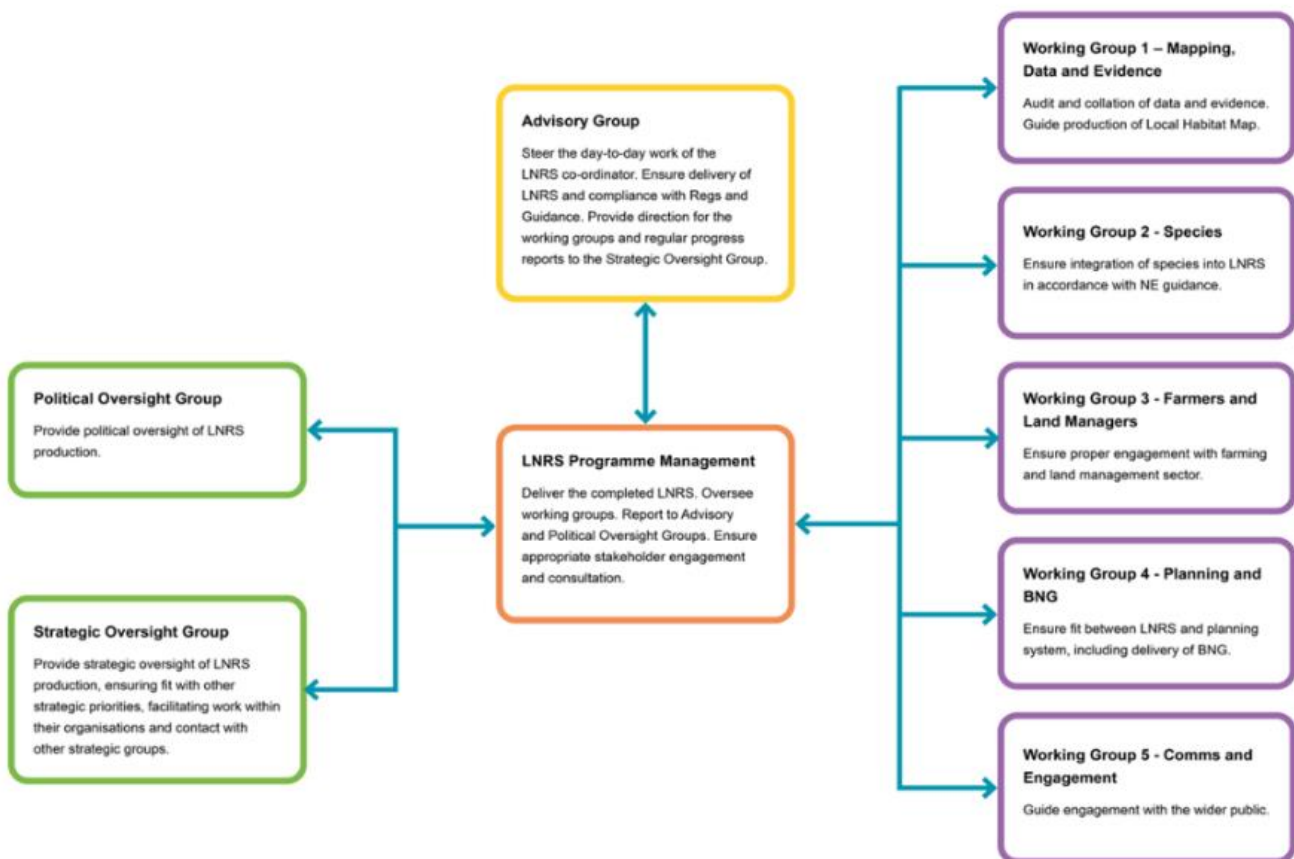 Political Oversight Group
Provide political oversight of LNRS
production.
Strategic Oversight Group
Provide strategic oversight of LNRS
production, ensuring fit with other
strategic priorities, facilitating work within
their organisations and contact with
other strategic groups.
Advisory Group
Steer the day-to-day work of the
LNRS co-ordinator. Ensure delivery of
LNRS and compliance with Regs and
Guidance. Provide direction for the
working groups and regular progress
reports to the Strategic Oversight Group.
LNRS Programme Management
Deliver the completed LNRS. Oversee
working groups. Report to Advisory
and Political Oversight Groups. Ensure
appropriate stakeholder engagement
and consultation.
Working Group 1 – Mapping,
Data and Evidence
Audit and collation of data and evidence.
Guide production of Local Habitat Map.
Working Group 2 - Species
Ensure integration of species into LNRS
in accordance with NE guidance.
Working Group 3 - Farmers and
Land Managers
Ensure proper engagement with farming
and land management sector.
Working Group 4 - Planning and
BNG
Ensure fit between LNRS and planning
system, including delivery of BNG.
Working Group 5 - Comms and
Engagement
Guide engagement with the wider public.